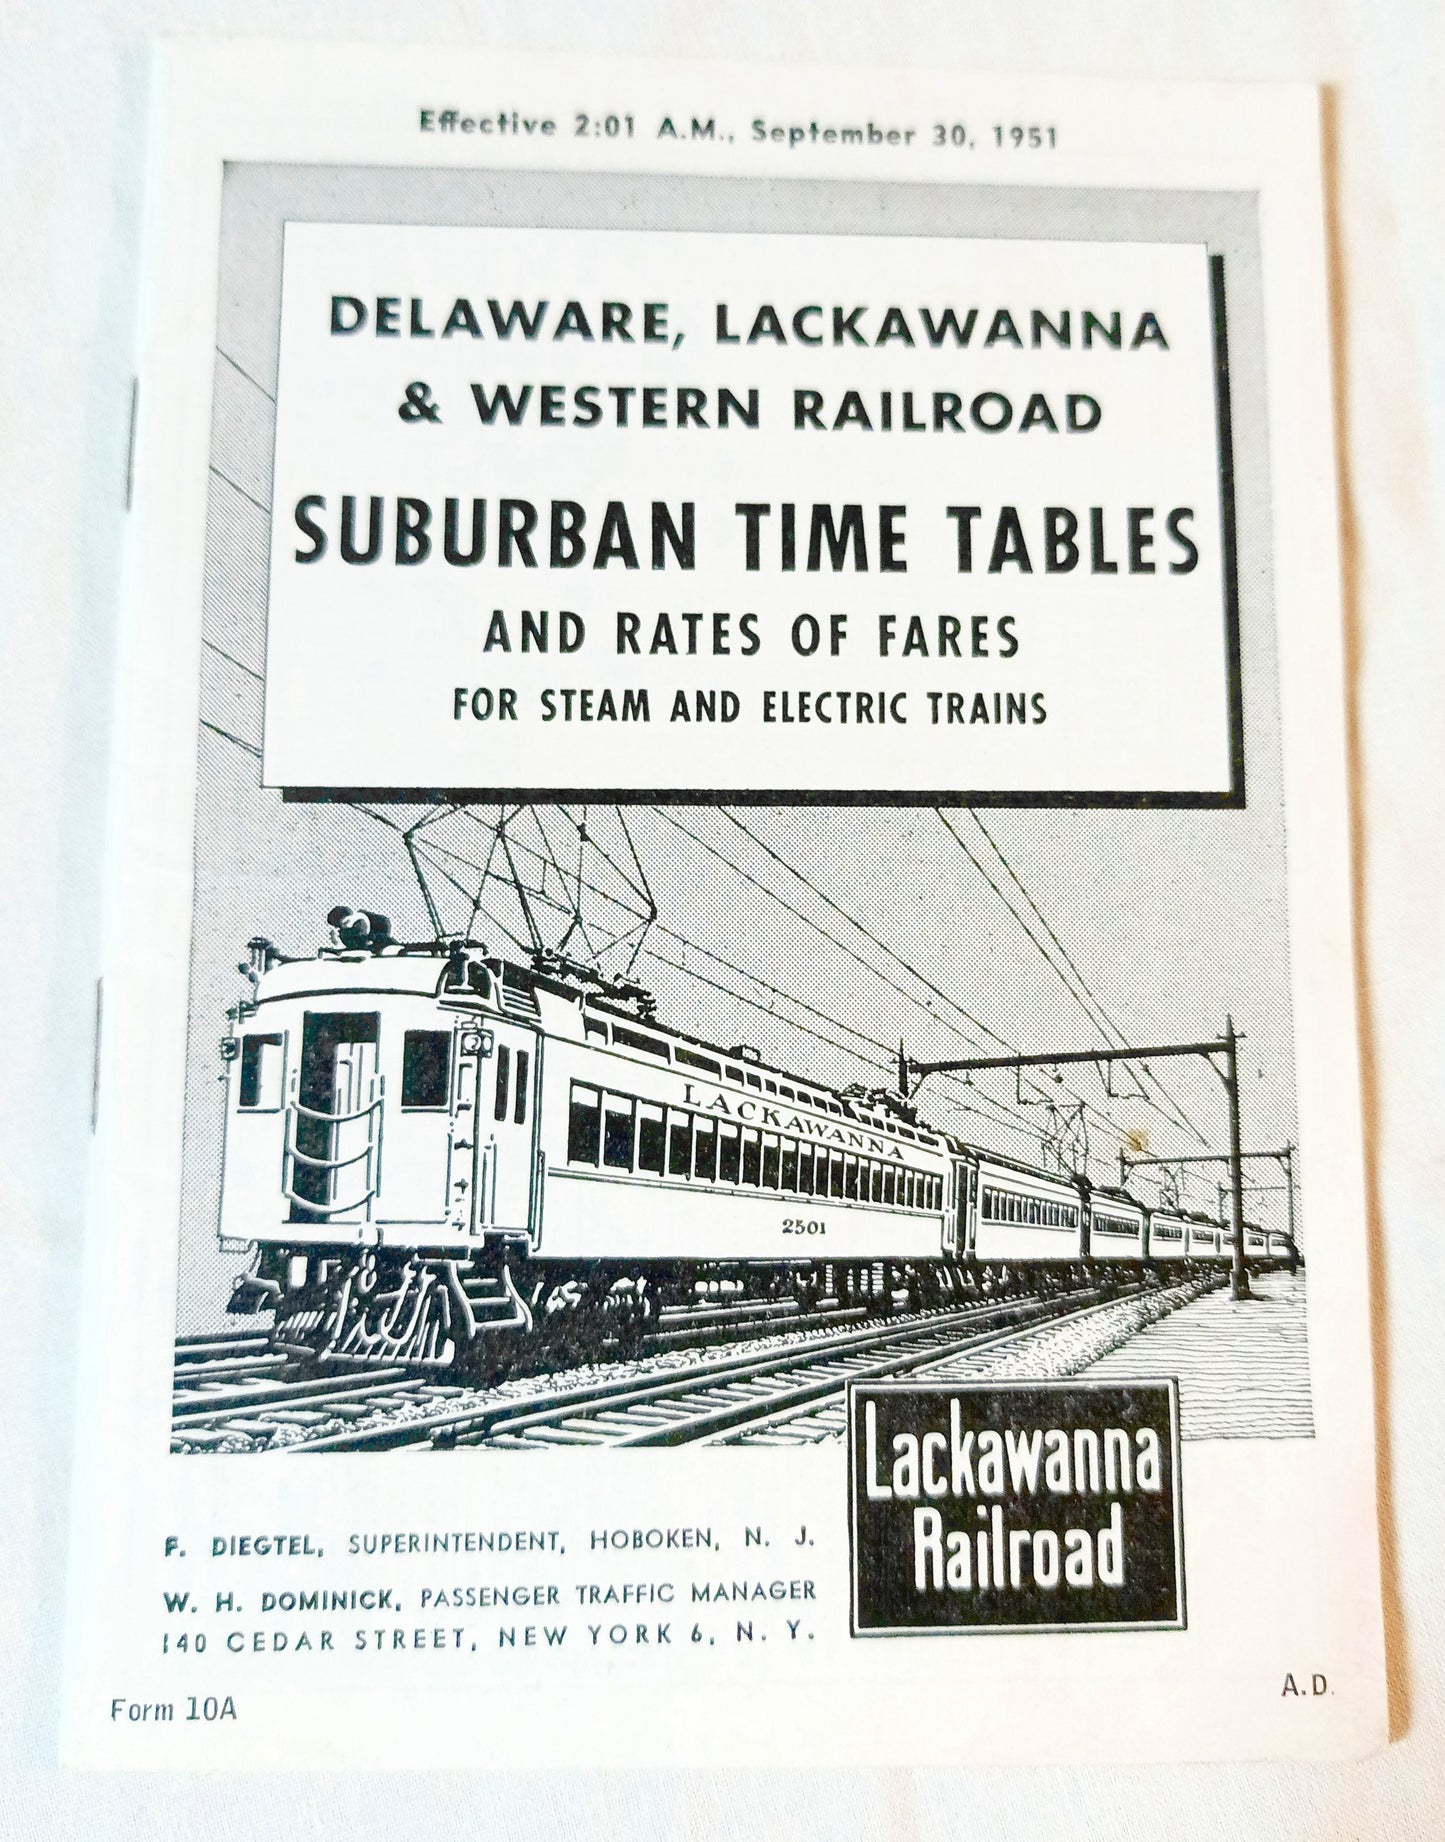 Effective 2:01 A.M., September 30, 1951
DELAWARE, LACKAWANNA
& WESTERN RAILROAD
SUBURBAN TIME TABLES
AND RATES OF FARES
FOR STEAM AND ELECTRIC TRAINS
LACKAWANNA
2501
Lackawanna
Railroad
F. DIEGTEL, SUPERINTENDENT, HOBOKEN, N. J.
W. H. DOMINICK, PASSENGER TRAFFIC MANAGER
140 CEDAR STREET, NEW YORK 6, N. Y.
Form 10A
A.D.